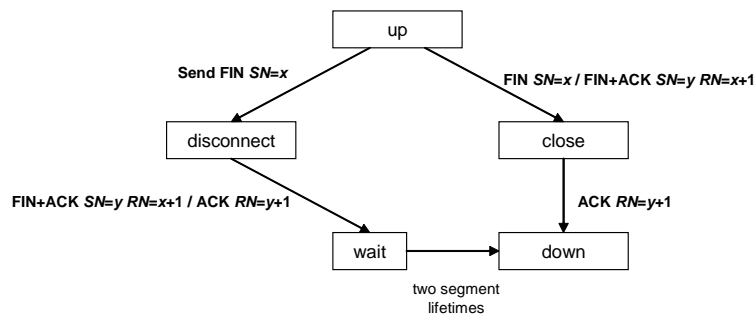 up
Send FIN SN=x
FIN SN=x / FIN+ACK SN=y RN=x+1
disconnect
close
FIN+ACK SN=y RN=x+1 / ACK RN=y+1
ACK RN=y+1
wait
down
two segment
lifetimes